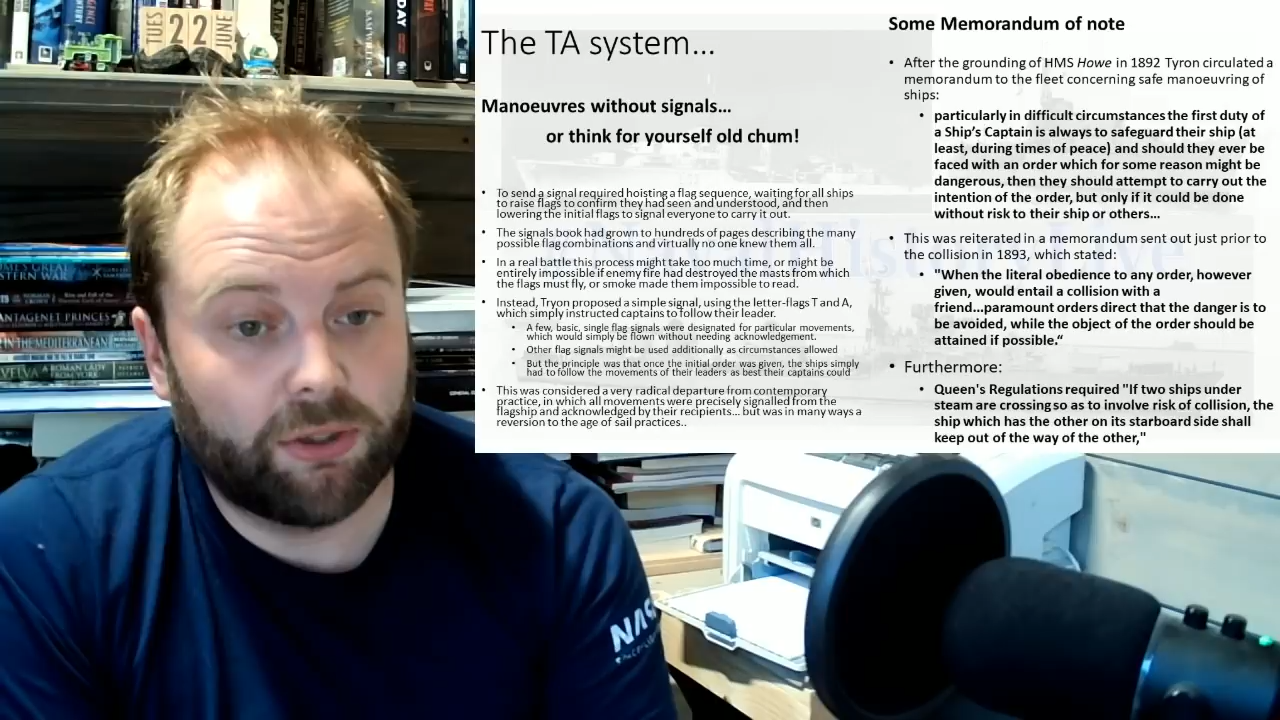 TUES
22
JUNE
DAY
PLANTAGENET PRINCES
IN THE MEDITERRANEAN
A ROMAN LADY
FROM YORK
NAS
The TA system…
Manoeuvres without signals…
or think for yourself old chum!
• To send a signal required hoisting a flag sequence, waiting for all ships
to raise flags to confirm they had seen and understood, and then
lowering the initial flags to signal everyone to carry it out.
• The signals book had grown to hundreds of pages describing the many
possible flag combinations and virtually no one knew them all.
• In a real battle this process might take too much time, or might be
entirely impossible if enemy fire had destroyed the masts from which
the flags must fly, or smoke made them impossible to read.
• Instead, Tryon proposed a simple signal, using the letter-flags T and A,
which simply instructed captains to follow their leader.
• A few, basic, single flag signals were designated for particular movements,
which would simply be flown without needing acknowledgement.
• Other flag signals might be used additionally as circumstances allowed
• But the principle was that once the initial order was given, the ships simply
had to follow the movements of their leaders as best their captains could
• This was considered a very radical departure from contemporary
practice, in which all movements were precisely signalled from the
flagship and acknowledged by their recipients… but was in many ways a
reversion to the age of sail practices..
Some Memorandum of note
• After the grounding of HMS Howe in 1892 Tyron circulated a
memorandum to the fleet concerning safe manoeuvring of
ships:
• particularly in difficult circumstances the first duty of
a Ship's Captain is always to safeguard their ship (at
least, during times of peace) and should they ever be
faced with an order which for some reason might be
dangerous, then they should attempt to carry out the
intention of the order, but only if it could be done
without risk to their ship or others…
• This was reiterated in a memorandum sent out just prior to
the collision in 1893, which stated:
• "When the literal obedience to any order, however
given, would entail a collision with a
friend…paramount orders direct that the danger is to
be avoided, while the object of the order should be
attained if possible.“
• Furthermore:
• Queen's Regulations required "If two ships under
steam are crossing so as to involve risk of collision, the
ship which has the other on its starboard side shall
keep out of the way of the other,"